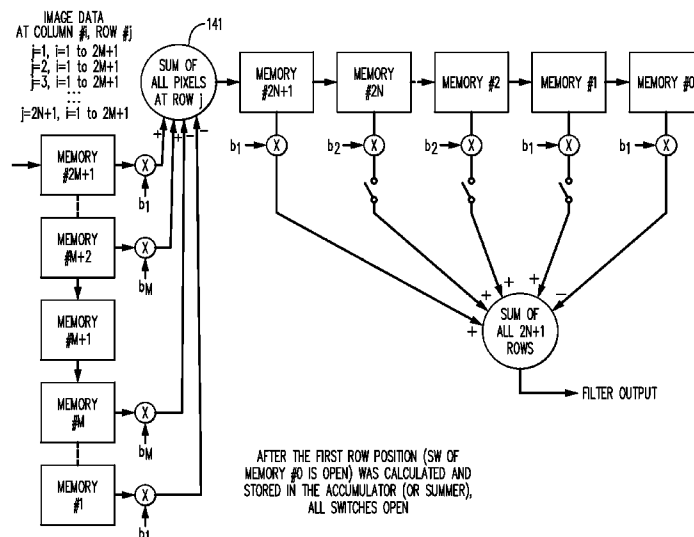 IMAGE DATA
AT COLUMN #i, ROW #j
j=1, i=1 to 2M+1
j=2, i=1 to 2M+1
j=3, i=1 to 2M+1
...
j=2N+1, i=1 to 2M+1
141
SUM OF
ALL PIXELS
AT ROW j
+ + − −
MEMORY
#2N+1
MEMORY
#2N
MEMORY
#2
MEMORY
#1
MEMORY
#0
b1 X
b2 X
b2 X
b1 X
b1 X
MEMORY
#2M+1
X
b1
MEMORY
#M+2
X
bM
MEMORY
#M+1
MEMORY
#M
X
bM
MEMORY
#1
X
b1
+ + + + −
SUM OF
ALL 2N+1
ROWS
FILTER OUTPUT
AFTER THE FIRST ROW POSITION (SW OF
MEMORY #0 IS OPEN) WAS CALCULATED AND
STORED IN THE ACCUMULATOR (OR SUMMER),
ALL SWITCHES OPEN